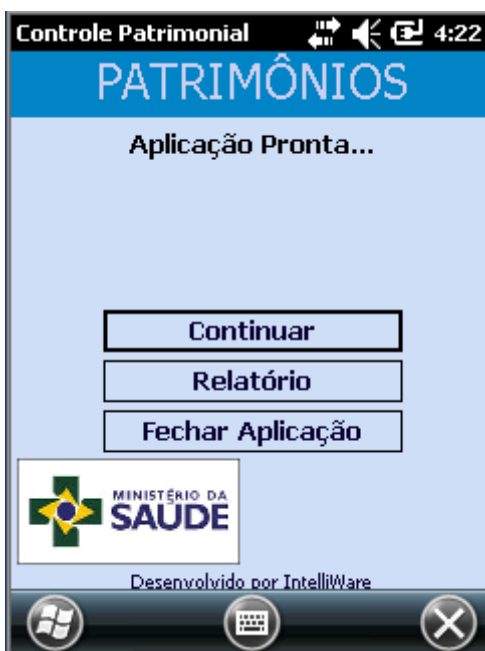 Controle Patrimonial 4:22
PATRIMÔNIOS
Aplicação Pronta...
Continuar
Relatório
Fechar Aplicação
MINISTÉRIO DA
SAÚDE
Desenvolvido por IntelliWare